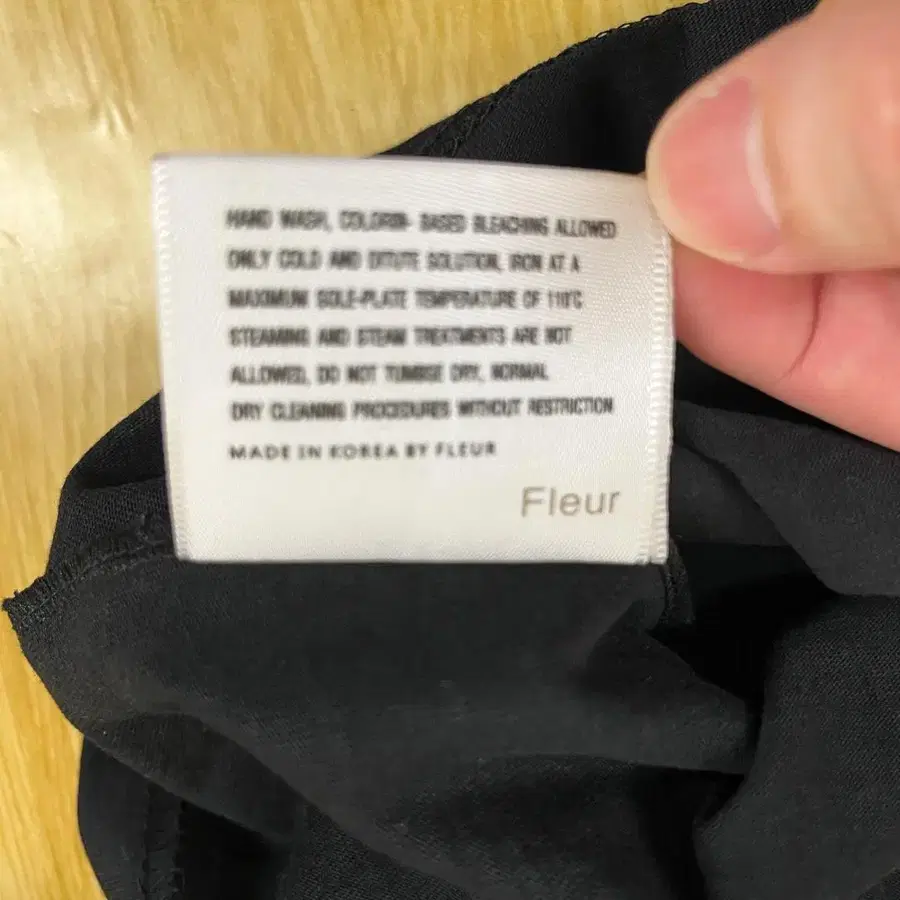 HAND WASH, COLORIN- BASED BLEACHING ALLOWED
ONLY COLD AND DITUTE SOLUTION, IRON AT A
MAXIMUM SOLE-PLATE TEMPERATURE OF 110'C
STEAMING AND STEAM TREETMENTS ARE NOT
ALLOWED, DO NOT TUMBSE DRY, NORMAL
DRY CLEANING PROCEDURES WITHOUT RESTRICTION
MADE IN KOREA BY FLEUR
Fleur